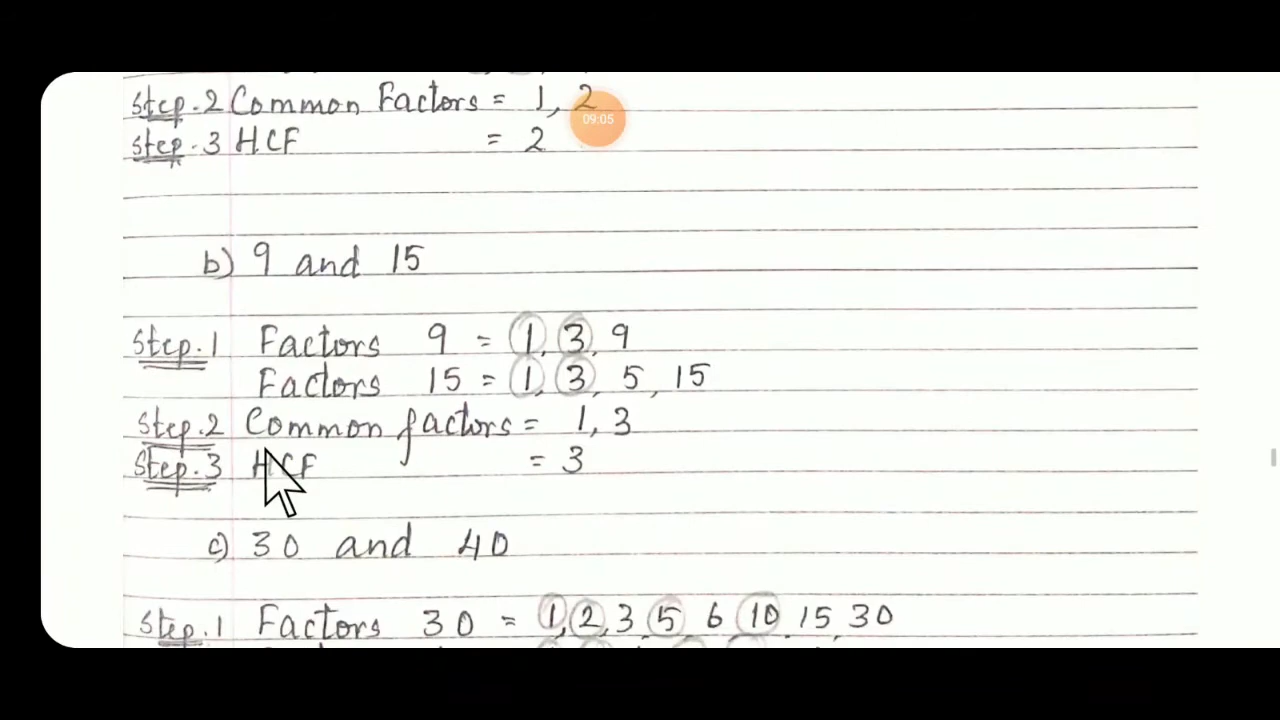 Step.2 Common Factors = 1, 2
09:05
Step.3 HCF = 2
b) 9 and 15
Step.1 Factors 9 = 1, 3, 9
Factors 15 = 1, 3, 5, 15
Step.2 Common factors = 1, 3
Step.3 HCF = 3
c) 30 and 40
Step.1 Factors 30 = 1, 2, 3, 5, 6, 10, 15, 30